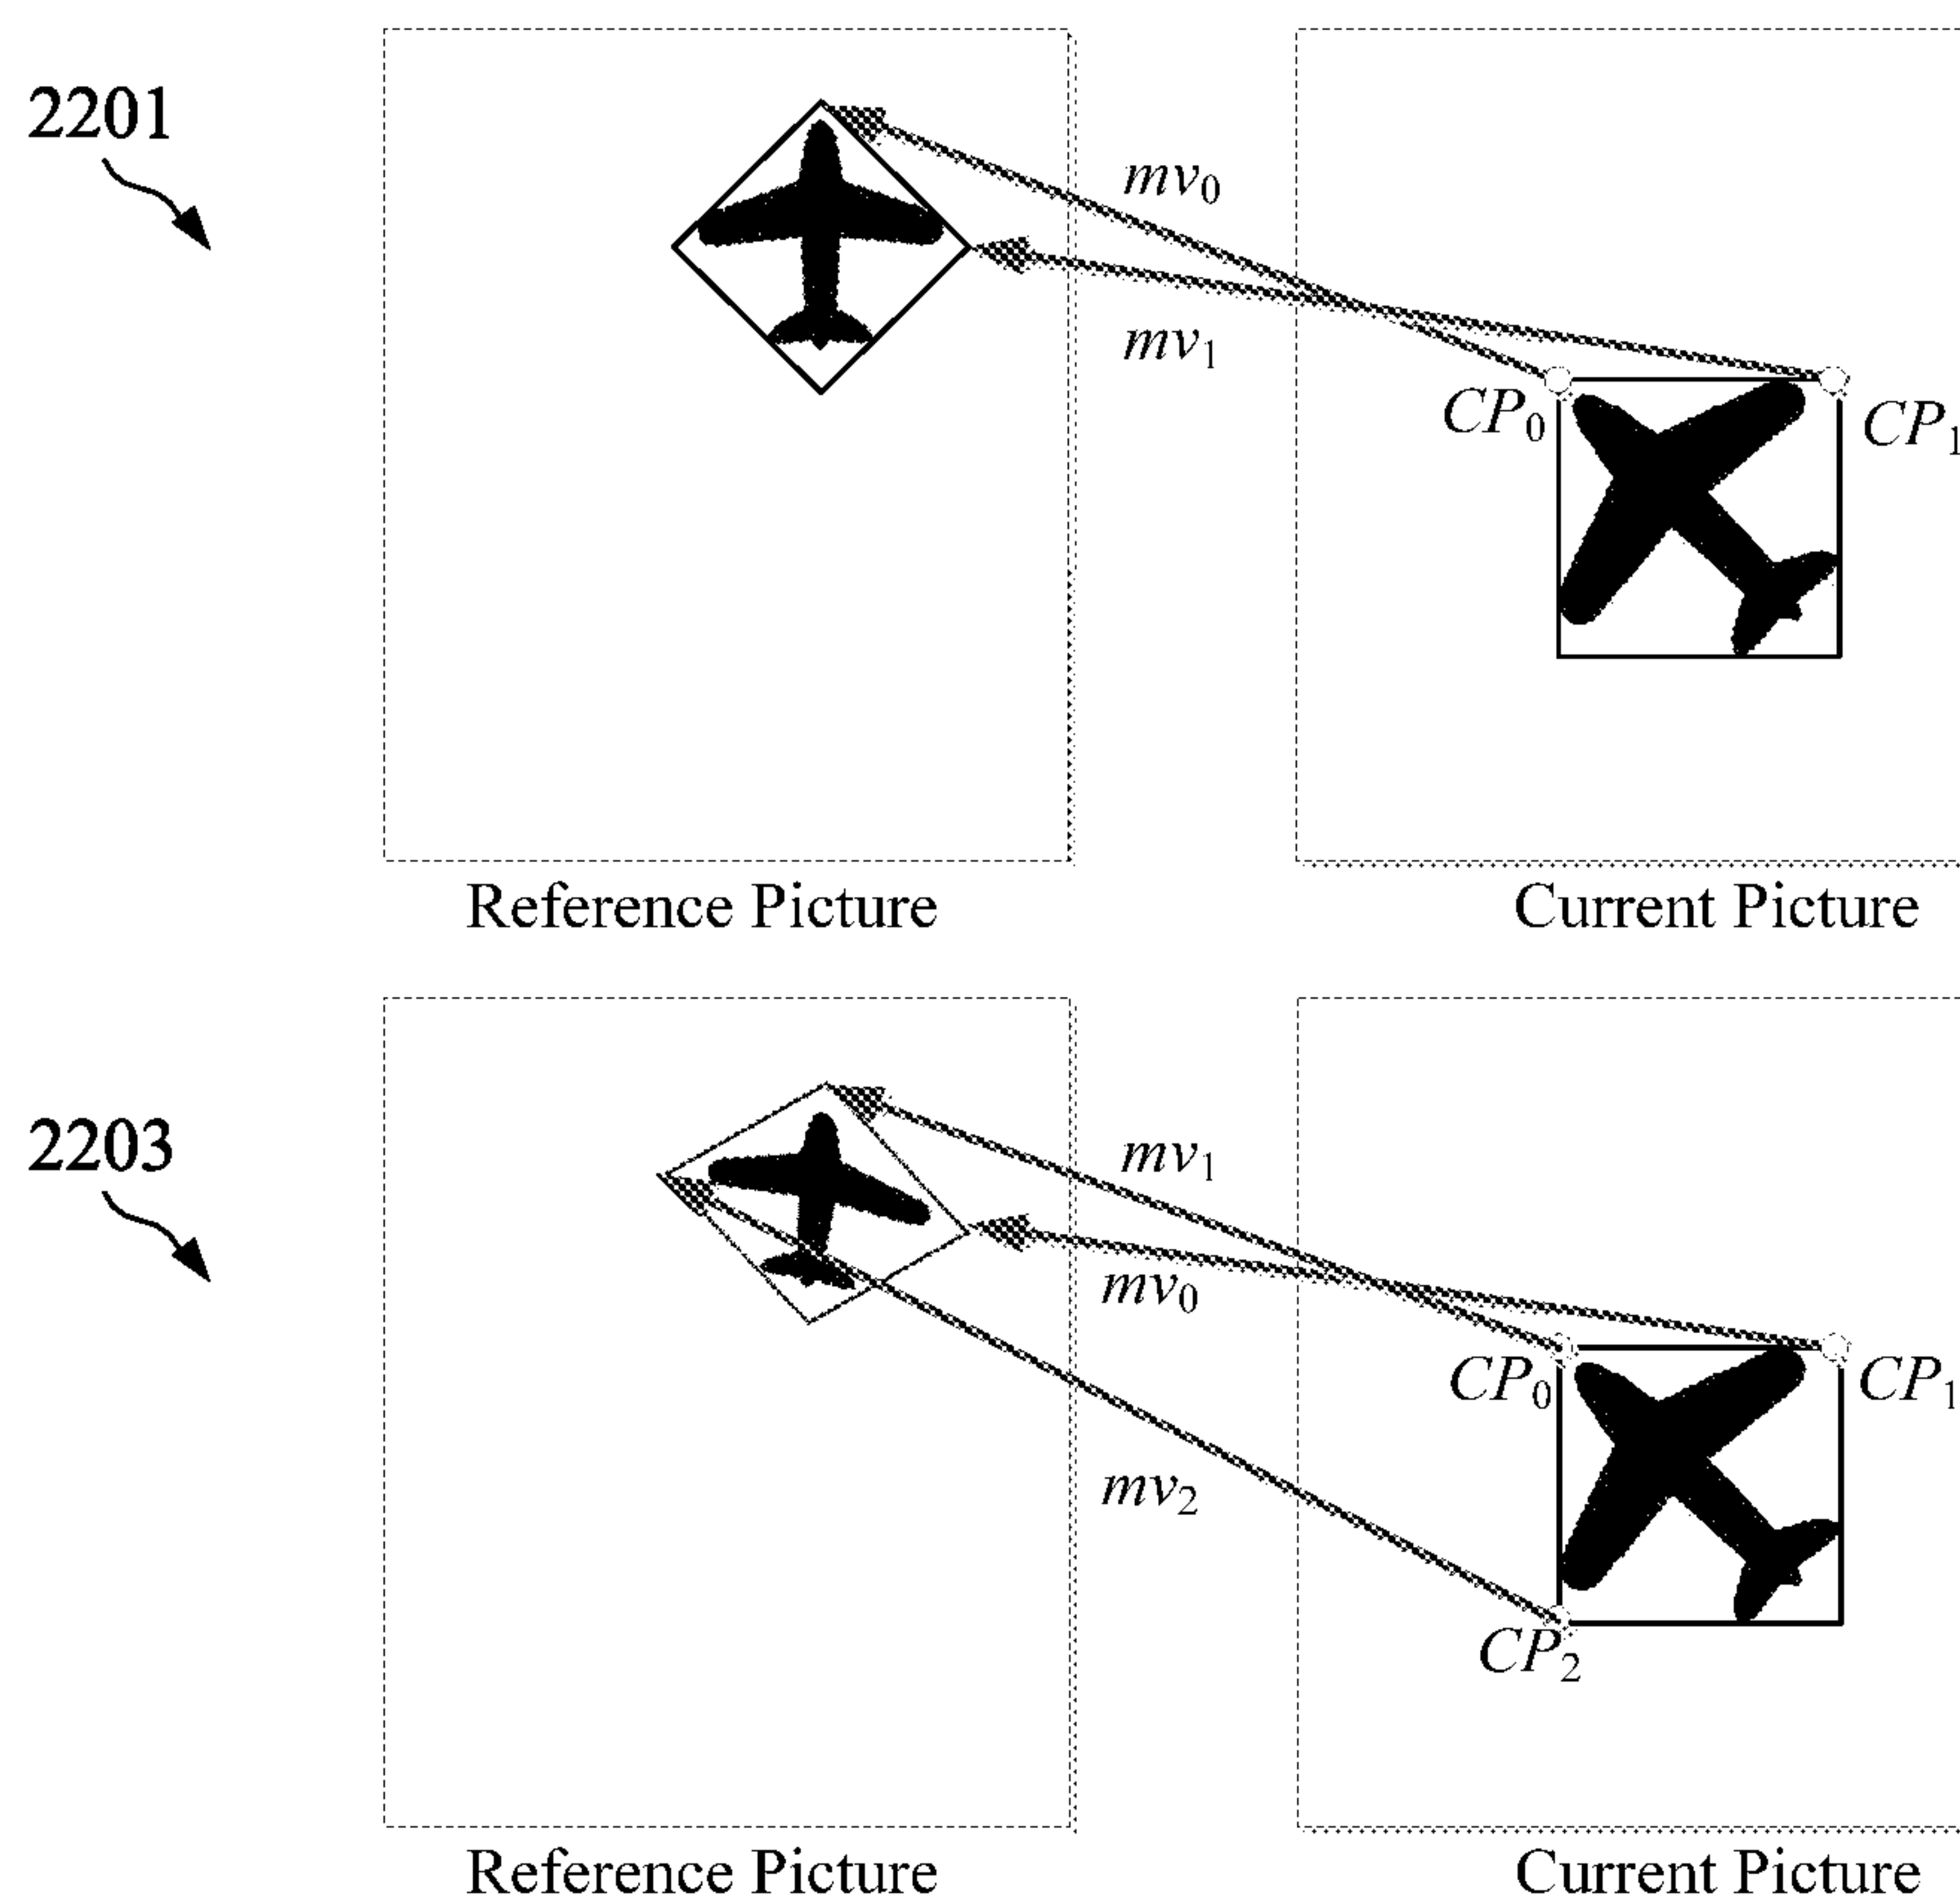 2201
mv0
mv1
CP0
CP1
Reference Picture
Current Picture
2203
mv1
mv0
CP0
CP1
mv2
CP2
Reference Picture
Current Picture